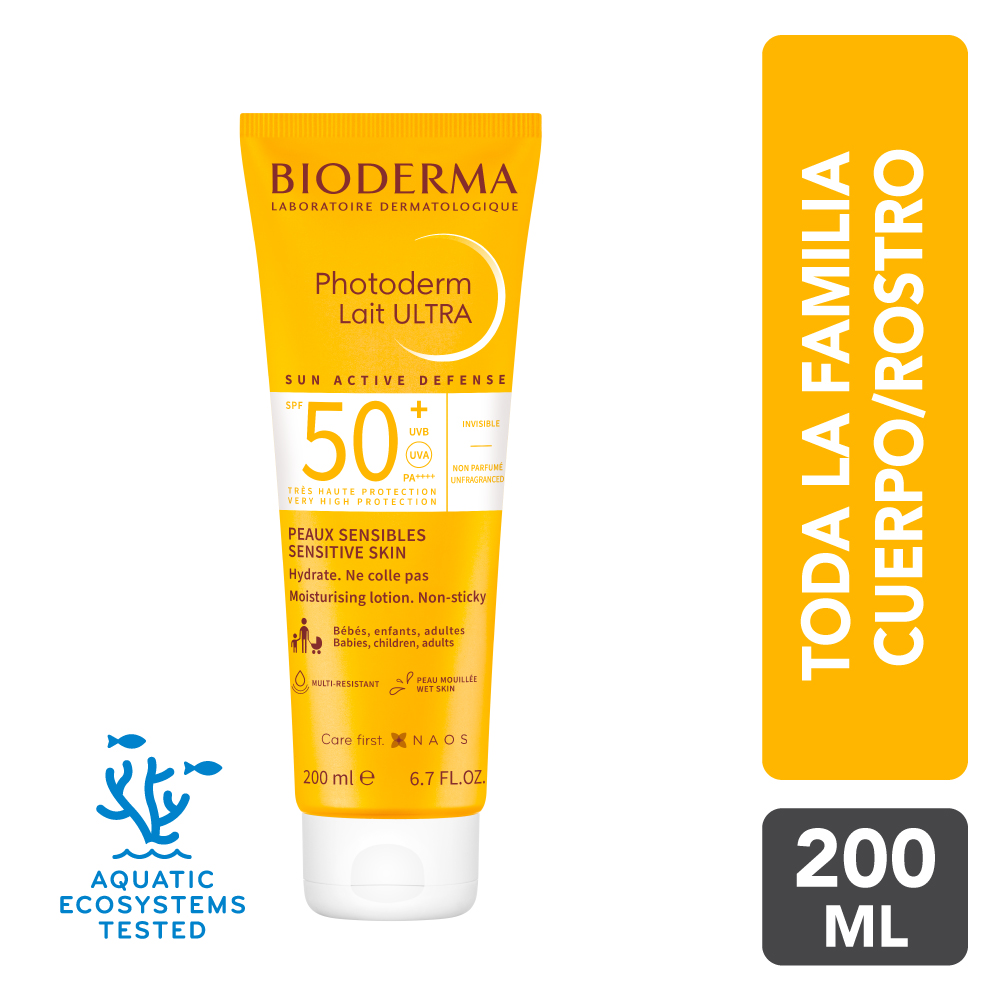 BIODERMA
LABORATOIRE DERMATOLOGIQUE
Photoderm
Lait ULTRA
SUN ACTIVE DEFENSE
SPF 50+
UVB
UVA
PA++++
TRÈS HAUTE PROTECTION
VERY HIGH PROTECTION
INVISIBLE
NON PARFUMÉ
UNFRAGRANCED
PEAUX SENSIBLES
SENSITIVE SKIN
Hydrate. Ne colle pas
Moisturising lotion. Non-sticky
Bébés, enfants, adultes
Babies, children, adults
MULTI-RESISTANT
PEAU MOUILLÉE
WET SKIN
Care first. NAOS
200 ml ℮ 6.7 FL.OZ.
AQUATIC
ECOSYSTEMS
TESTED
TODA LA FAMILIA
CUERPO/ROSTRO
200
ML